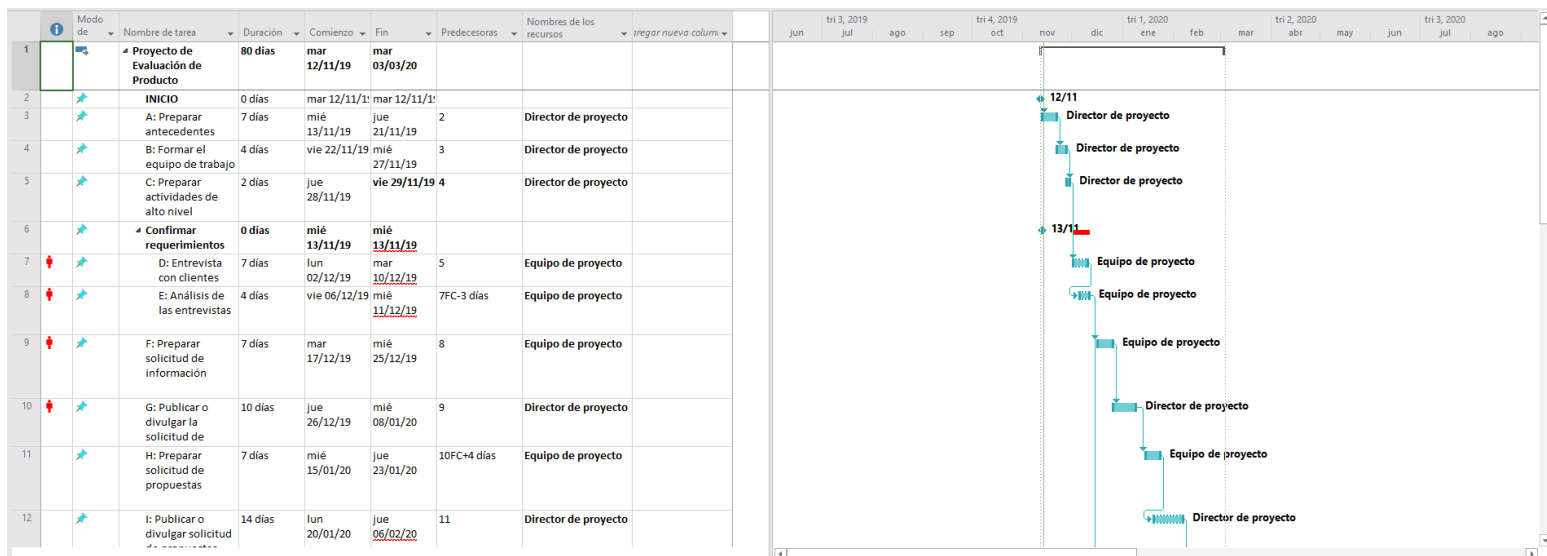 Modo de
Nombre de tarea
Duración
Comienzo
Fin
Predecesoras
Nombres de los recursos
tri 3, 2019
tri 4, 2019
tri 1, 2020
tri 2, 2020
tri 3, 2020
jun jul ago sep oct nov dic ene feb mar abr may jun jul ago
1 Proyecto de Evaluación de Producto 80 días mar 12/11/19 mar 03/03/20
2 INICIO 0 días mar 12/11/1 mar 12/11/1
12/11
3 A: Preparar antecedentes 7 días mié 13/11/19 jue 21/11/19 2 Director de proyecto
Director de proyecto
4 B: Formar el equipo de trabajo 4 días vie 22/11/19 mié 27/11/19 3 Director de proyecto
Director de proyecto
5 C: Preparar actividades de alto nivel 2 días jue 28/11/19 vie 29/11/19 4 Director de proyecto
Director de proyecto
6 Confirmar requerimientos 0 días mié 13/11/19 mié 13/11/19
13/11
7 D: Entrevista con clientes 7 días lun 02/12/19 mar 10/12/19 5 Equipo de proyecto
Equipo de proyecto
8 E: Análisis de las entrevistas 4 días vie 06/12/19 mié 11/12/19 7FC-3 días Equipo de proyecto
Equipo de proyecto
9 F: Preparar solicitud de información 7 días mar 17/12/19 mié 25/12/19 8 Equipo de proyecto
Equipo de proyecto
10 G: Publicar o divulgar la solicitud de 10 días jue 26/12/19 mié 08/01/20 9 Director de proyecto
Director de proyecto
11 H: Preparar solicitud de propuestas 7 días mié 15/01/20 jue 23/01/20 10FC+4 días Equipo de proyecto
Equipo de proyecto
12 I: Publicar o divulgar solicitud 14 días lun 20/01/20 jue 06/02/20 11 Director de proyecto
Director de proyecto